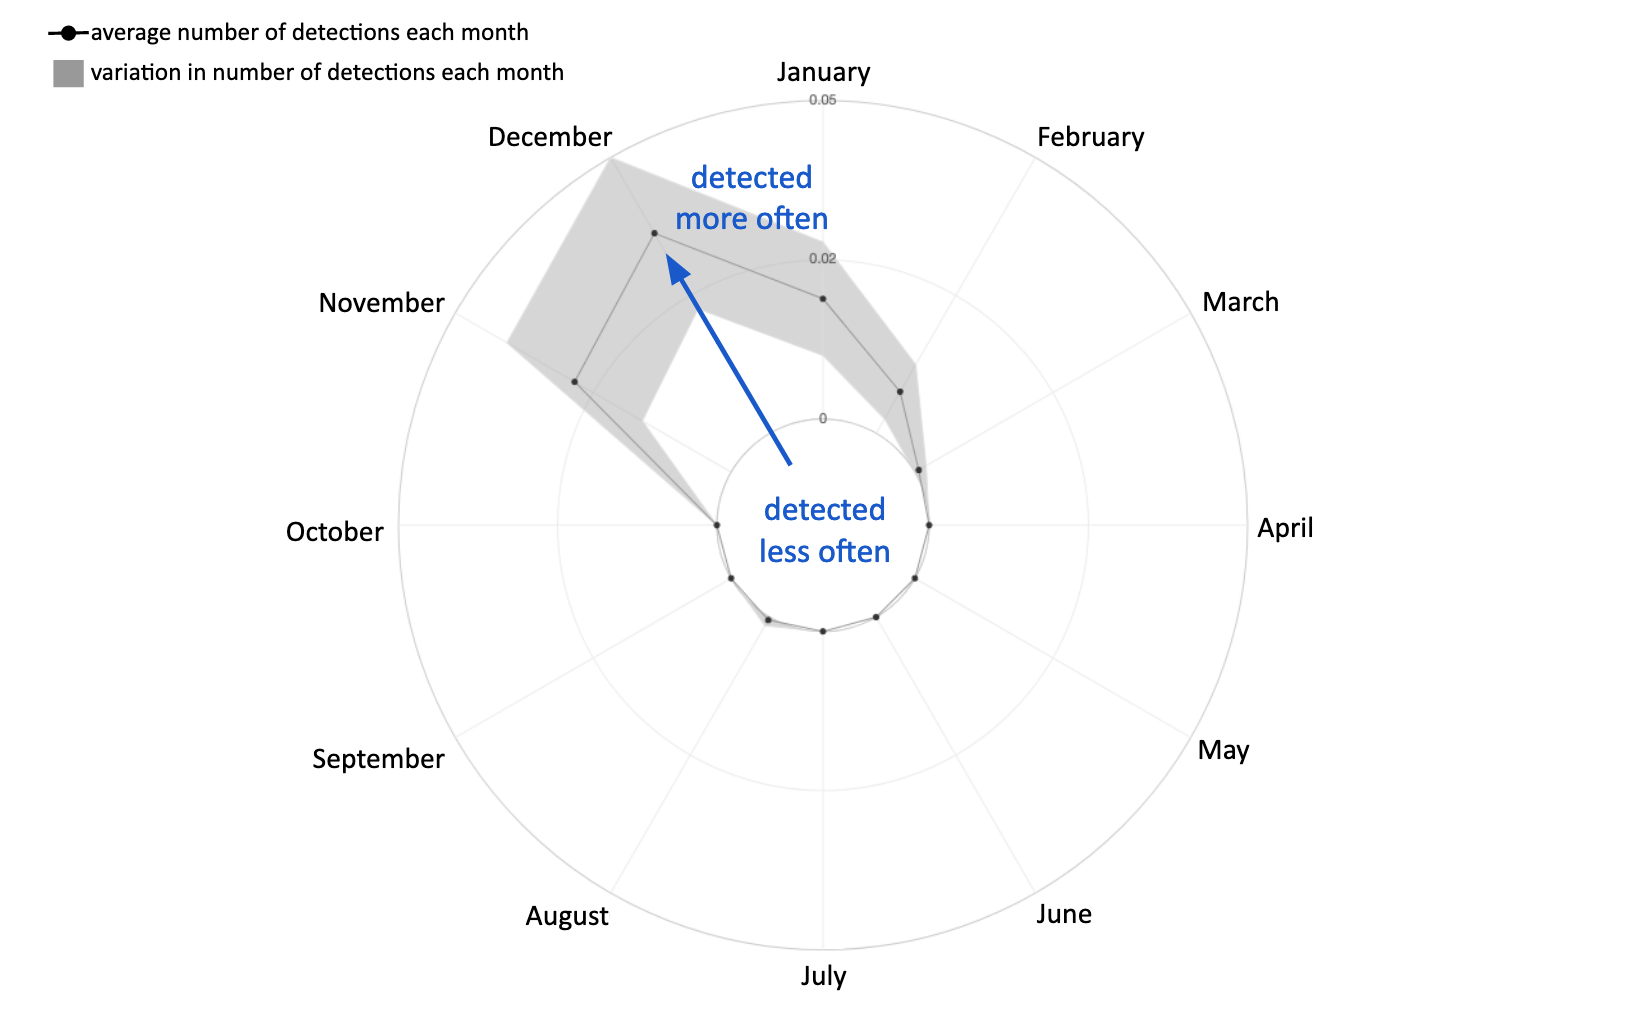 average number of detections each month
variation in number of detections each month
January
0.05
December
February
detected
more often
0.02
November
March
0
detected
less often
October
April
September
May
August
June
July